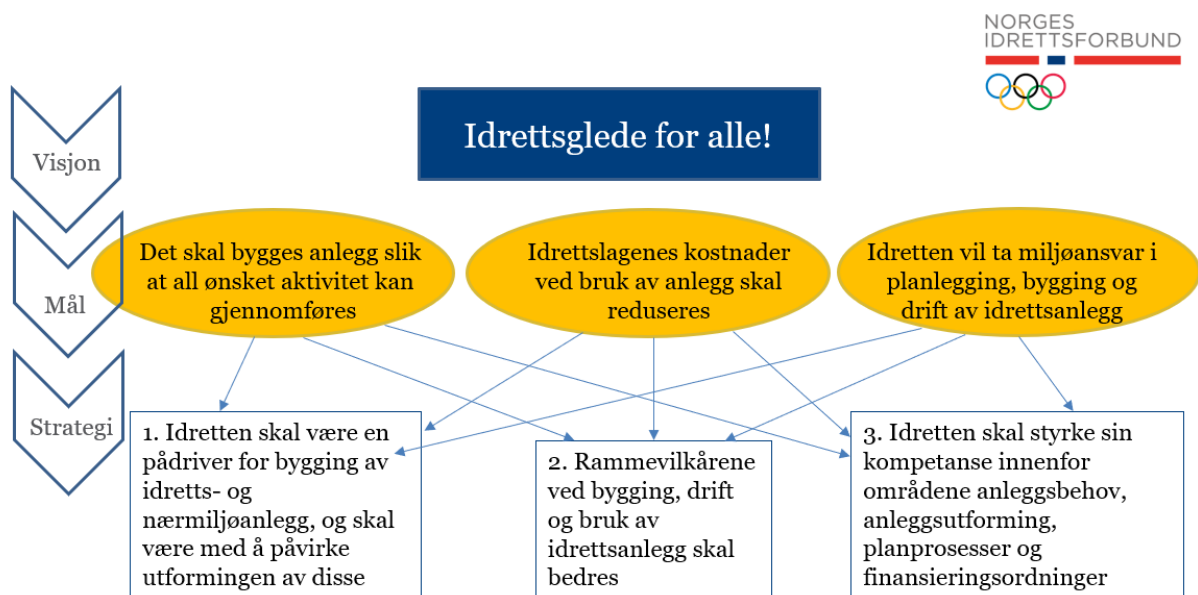 NORGES
IDRETTSFORBUND
Visjon
Idrettsglede for alle!
Mål
Det skal bygges anlegg slik
at all ønsket aktivitet kan
gjennomføres
Idrettslagenes kostnader
ved bruk av anlegg skal
reduseres
Idretten vil ta miljøansvar i
planlegging, bygging og
drift av idrettsanlegg
Strategi
1. Idretten skal være en
pådriver for bygging av
idretts- og
nærmiljøanlegg, og skal
være med å påvirke
utformingen av disse
2. Rammevilkårene
ved bygging, drift
og bruk av
idrettsanlegg skal
bedres
3. Idretten skal styrke sin
kompetanse innenfor
områdene anleggsbehov,
anleggsutforming,
planprosesser og
finansieringsordninger